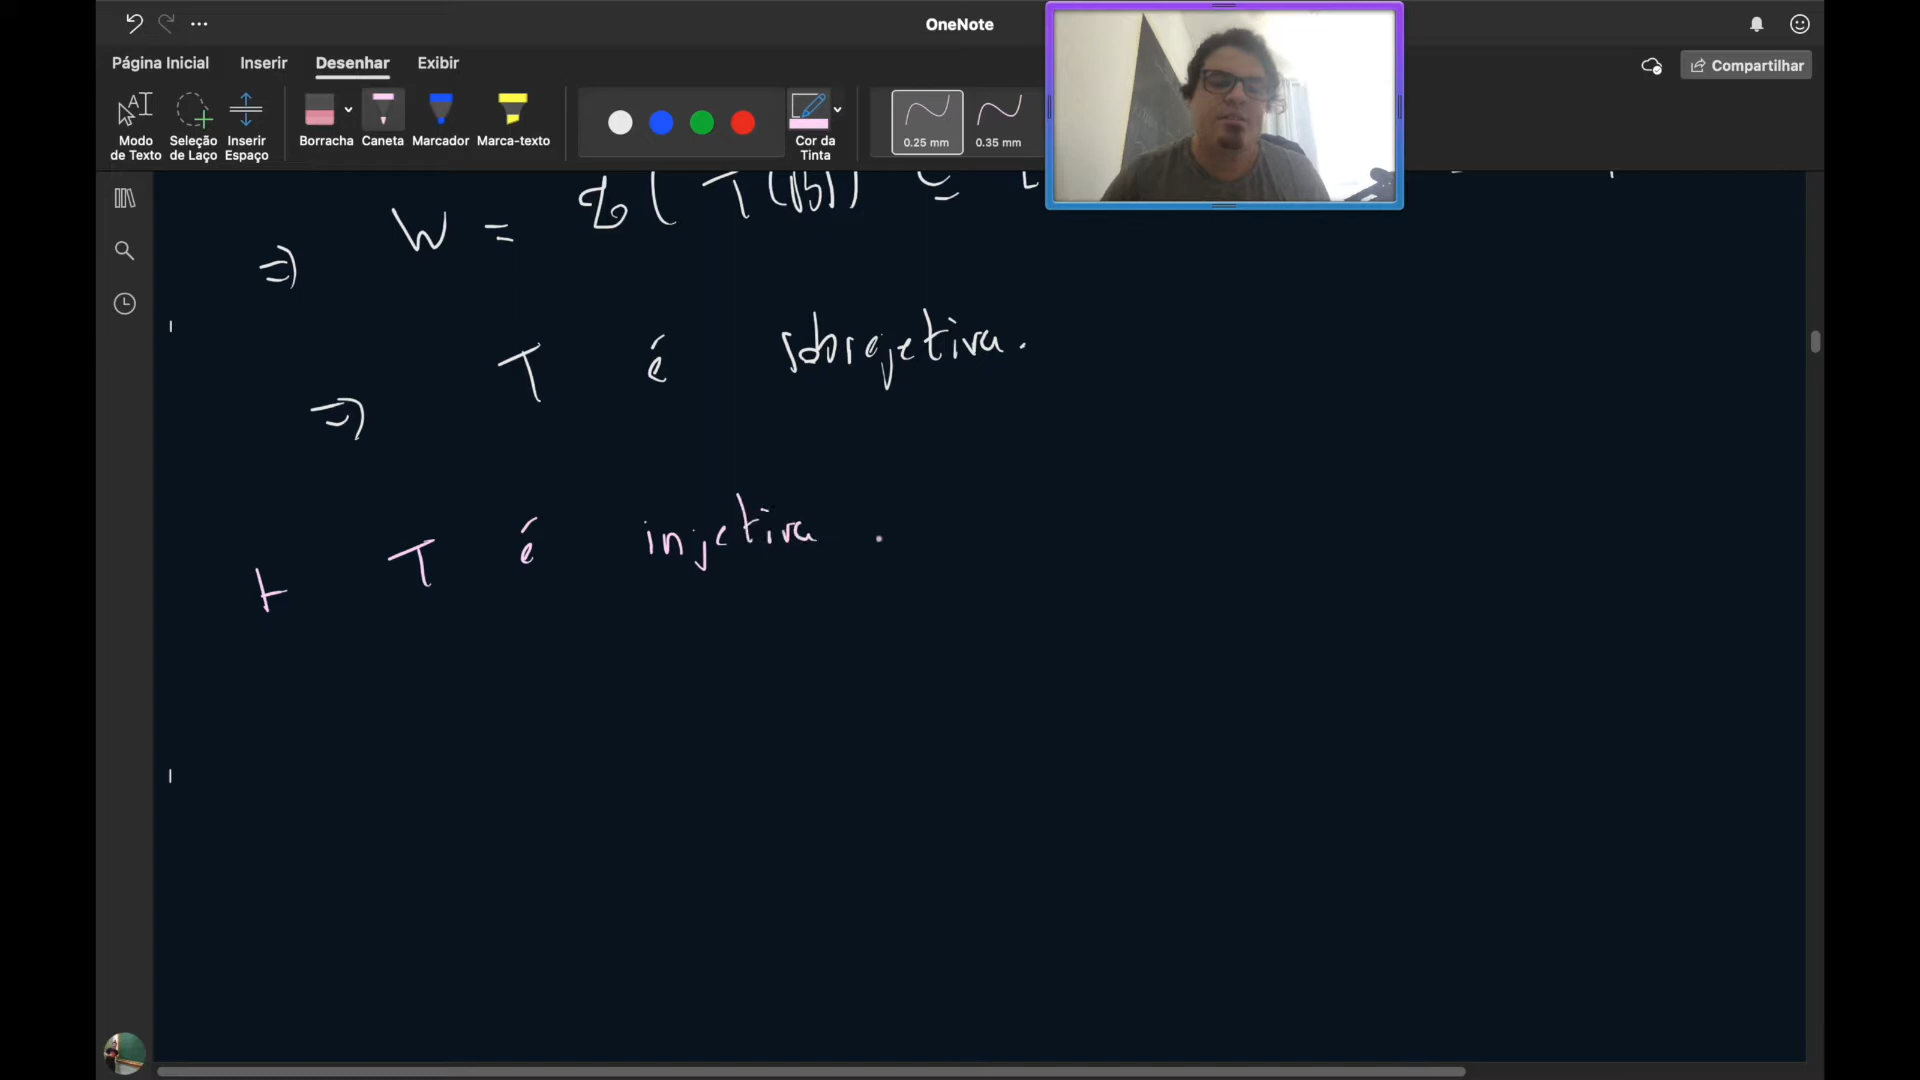 OneNote
Página Inicial Inserir Desenhar Exibir
Compartilhar
Modo de Texto Seleção de Laço Inserir Espaço Borracha Caneta Marcador Marca-texto Cor da Tinta 0.25 mm 0.35 mm
⇒ W = ( T(B) ) ⊆
⇒ T é sobrejetiva.
⊢ T é injetiva.